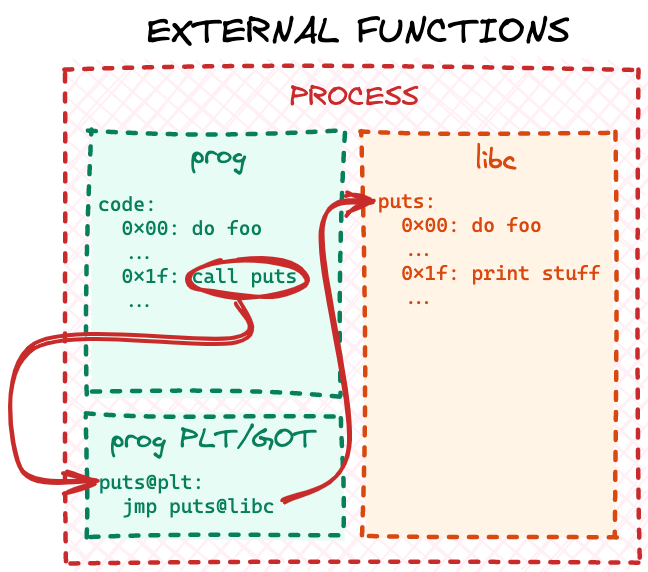 EXTERNAL FUNCTIONS
PROCESS
prog
code:
0x00: do foo
...
0x1f: call puts
...
prog PLT/GOT
puts@plt:
jmp puts@libc
libc
puts:
0x00: do foo
...
0x1f: print stuff
...